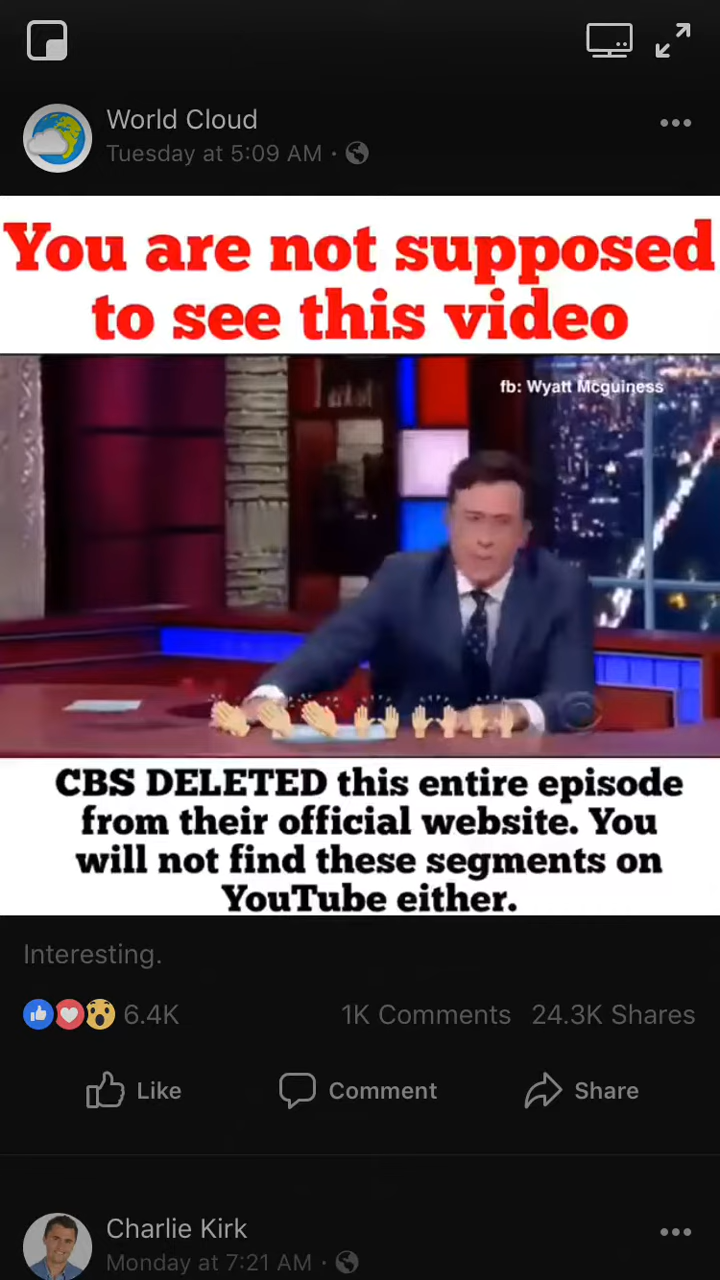 World Cloud
Tuesday at 5:09 AM ·
You are not supposed
to see this video
fb: Wyatt Mcguiness
CBS DELETED this entire episode
from their official website. You
will not find these segments on
YouTube either.
Interesting.
6.4K 1K Comments 24.3K Shares
Like Comment Share
Charlie Kirk
Monday at 7:21 AM ·